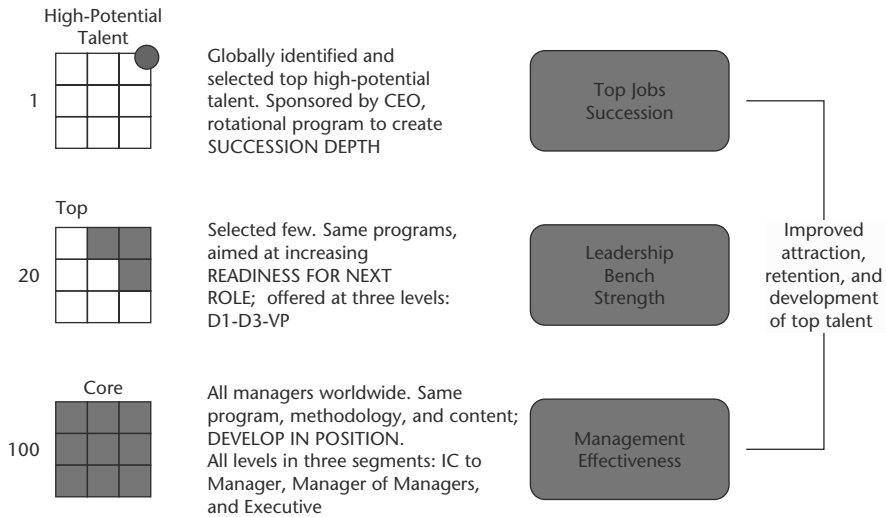 High-Potential
Talent
1
Globally identified and
selected top high-potential
talent. Sponsored by CEO,
rotational program to create
SUCCESSION DEPTH
Top Jobs
Succession
Top
20
Selected few. Same programs,
aimed at increasing
READINESS FOR NEXT
ROLE; offered at three levels:
D1-D3-VP
Leadership
Bench
Strength
Improved
attraction,
retention, and
development
of top talent
Core
100
All managers worldwide. Same
program, methodology, and content;
DEVELOP IN POSITION.
All levels in three segments: IC to
Manager, Manager of Managers,
and Executive
Management
Effectiveness